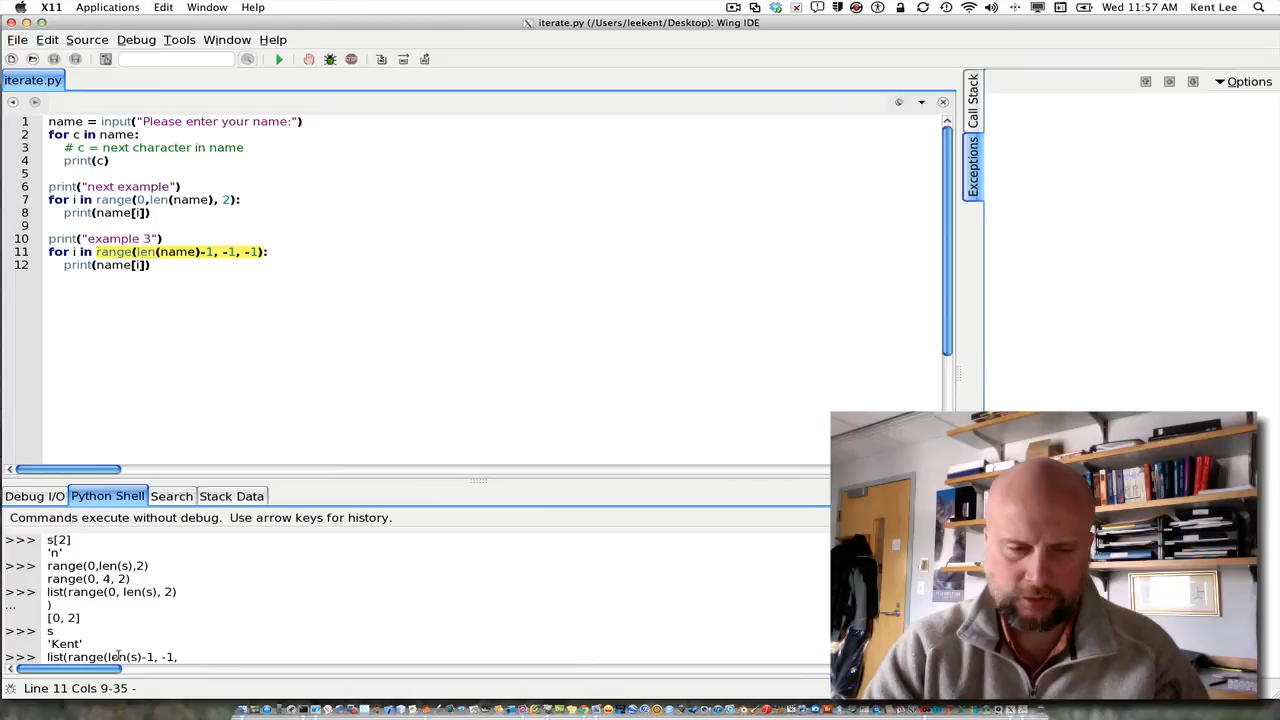 X11 Applications Edit Window Help
Wed 11:57 AM Kent Lee
iterate.py (/Users/leekent/Desktop): Wing IDE
File Edit Source Debug Tools Window Help
iterate.py
Options
Call Stack
Exceptions
1 name = input("Please enter your name:")
2 for c in name:
3 # c = next character in name
4 print(c)
5
6 print("next example")
7 for i in range(0,len(name), 2):
8 print(name[i])
9
10 print("example 3")
11 for i in range(len(name)-1, -1, -1):
12 print(name[i])
Debug I/O Python Shell Search Stack Data
Commands execute without debug. Use arrow keys for history.
>>> s[2]
'n'
>>> range(0,len(s),2)
range(0, 4, 2)
>>> list(range(0, len(s), 2)
... )
[0, 2]
>>> s
'Kent'
>>> list(range(len(s)-1, -1,
Line 11 Cols 9-35 -